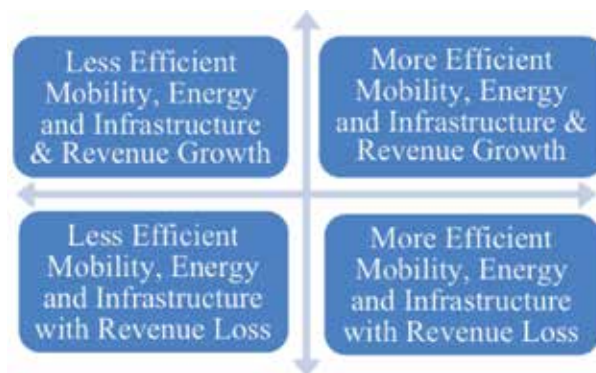 Less Efficient
Mobility, Energy
and Infrastructure
& Revenue Growth
More Efficient
Mobility, Energy
and Infrastructure &
Revenue Growth
Less Efficient
Mobility, Energy
and Infrastructure
with Revenue Loss
More Efficient
Mobility, Energy
and Infrastructure
with Revenue Loss